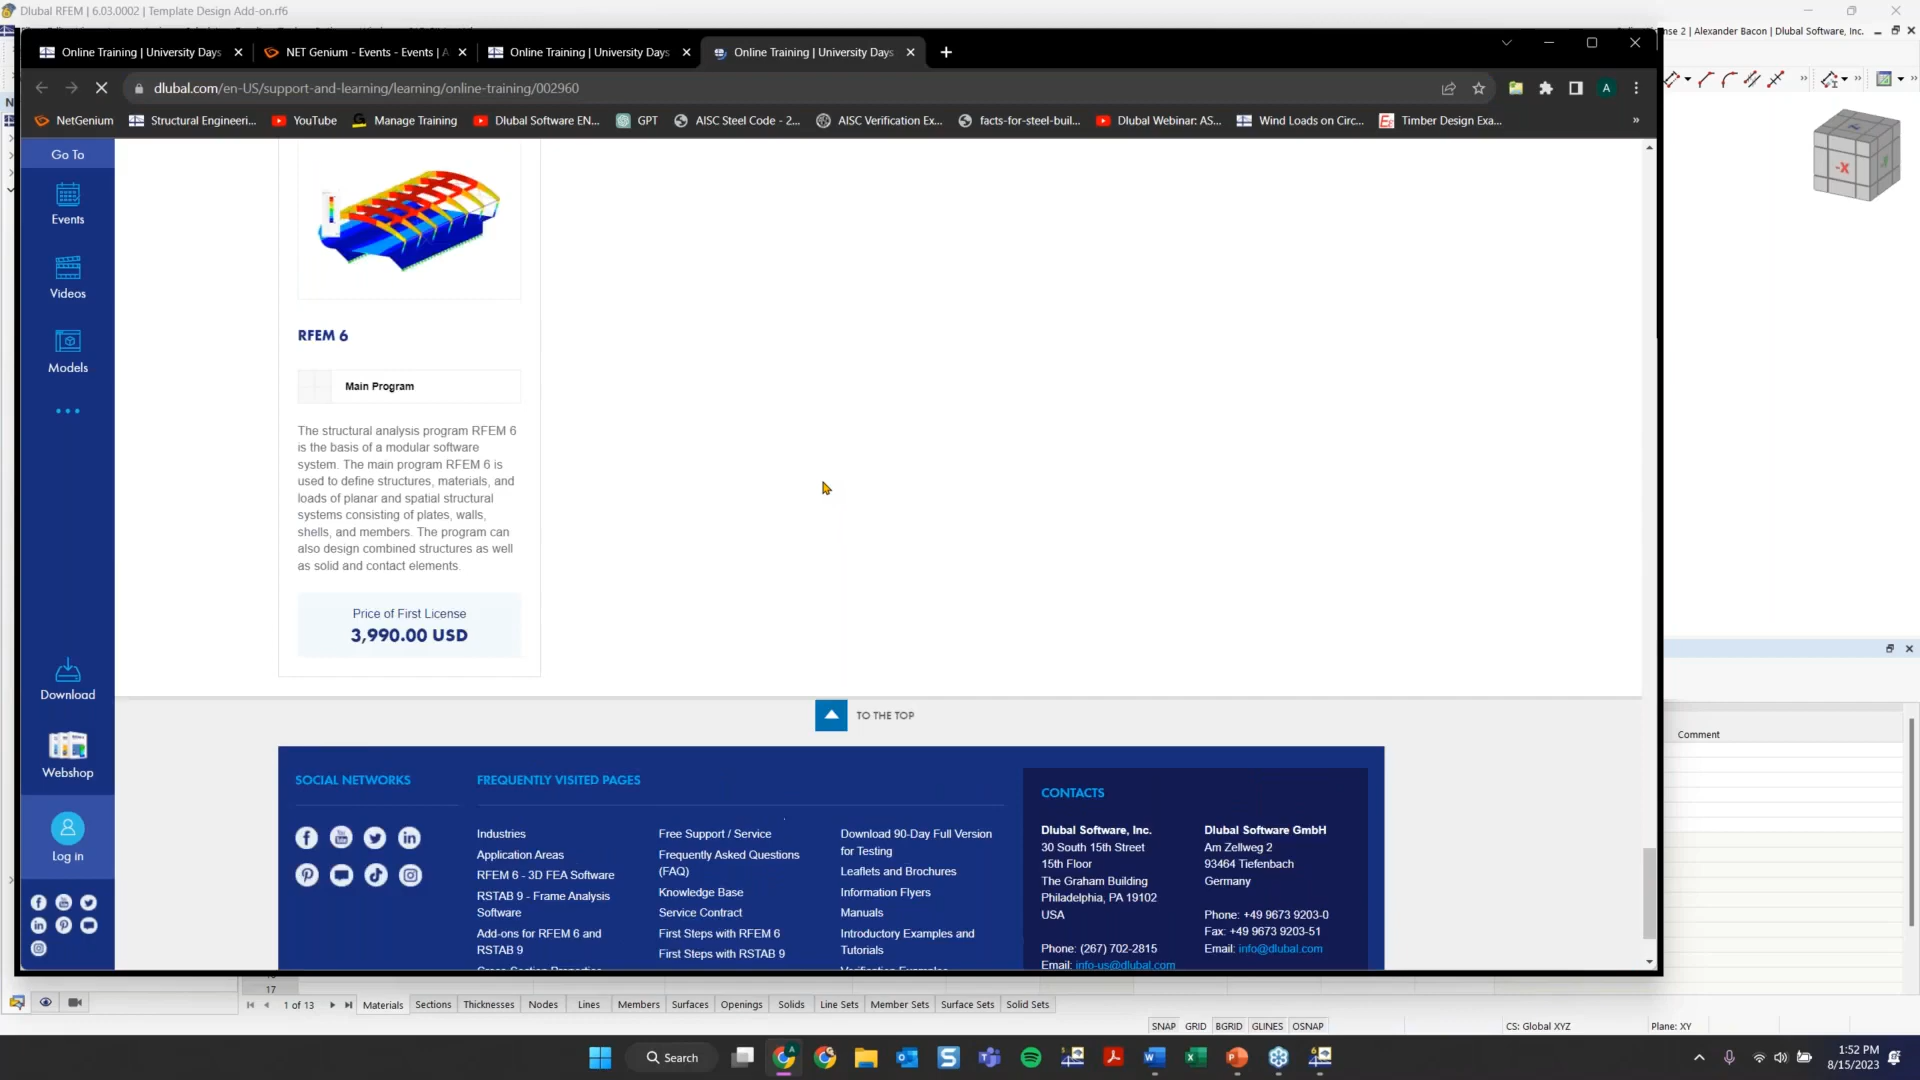 Dlubal RFEM | 6.03.0002 | Template Design Add-on.rf6
nse 2 | Alexander Bacon | Dlubal Software, Inc.
Online Training | University Days
NET Genium - Events - Events | A
Online Training | University Days
Online Training | University Days
dlubal.com/en-US/support-and-learning/learning/online-training/002960
A
NetGenium
Structural Engineeri...
YouTube
Manage Training
Dlubal Software EN...
GPT
AISC Steel Code - 2...
AISC Verification Ex...
facts-for-steel-buil...
Dlubal Webinar: AS...
Wind Loads on Circ...
Timber Design Exa...
»
Go To
Events
Videos
Models
Download
Webshop
Log in
-X
RFEM 6
Main Program
The structural analysis program RFEM 6
is the basis of a modular software
system. The main program RFEM 6 is
used to define structures, materials, and
loads of planar and spatial structural
systems consisting of plates, walls,
shells, and members. The program can
also design combined structures as well
as solid and contact elements.
Price of First License
3,990.00 USD
TO THE TOP
SOCIAL NETWORKS
FREQUENTLY VISITED PAGES
Industries
Application Areas
RFEM 6 - 3D FEA Software
RSTAB 9 - Frame Analysis
Software
Add-ons for RFEM 6 and
RSTAB 9
Free Support / Service
Frequently Asked Questions
(FAQ)
Knowledge Base
Service Contract
First Steps with RFEM 6
First Steps with RSTAB 9
Download 90-Day Full Version
for Testing
Leaflets and Brochures
Information Flyers
Manuals
Introductory Examples and
Tutorials
CONTACTS
Dlubal Software, Inc.
30 South 15th Street
15th Floor
The Graham Building
Philadelphia, PA 19102
USA
Phone: (267) 702-2815
Email: info-us@dlubal.com
Dlubal Software GmbH
Am Zellweg 2
93464 Tiefenbach
Germany
Phone: +49 9673 9203-0
Fax: +49 9673 9203-51
Email: info@dlubal.com
Comment
17
1 of 13
Materials
Sections
Thicknesses
Nodes
Lines
Members
Surfaces
Openings
Solids
Line Sets
Member Sets
Surface Sets
Solid Sets
SNAP
GRID
BGRID
GLINES
OSNAP
CS: Global XYZ
Plane: XY
Search
1:52 PM
8/15/2023